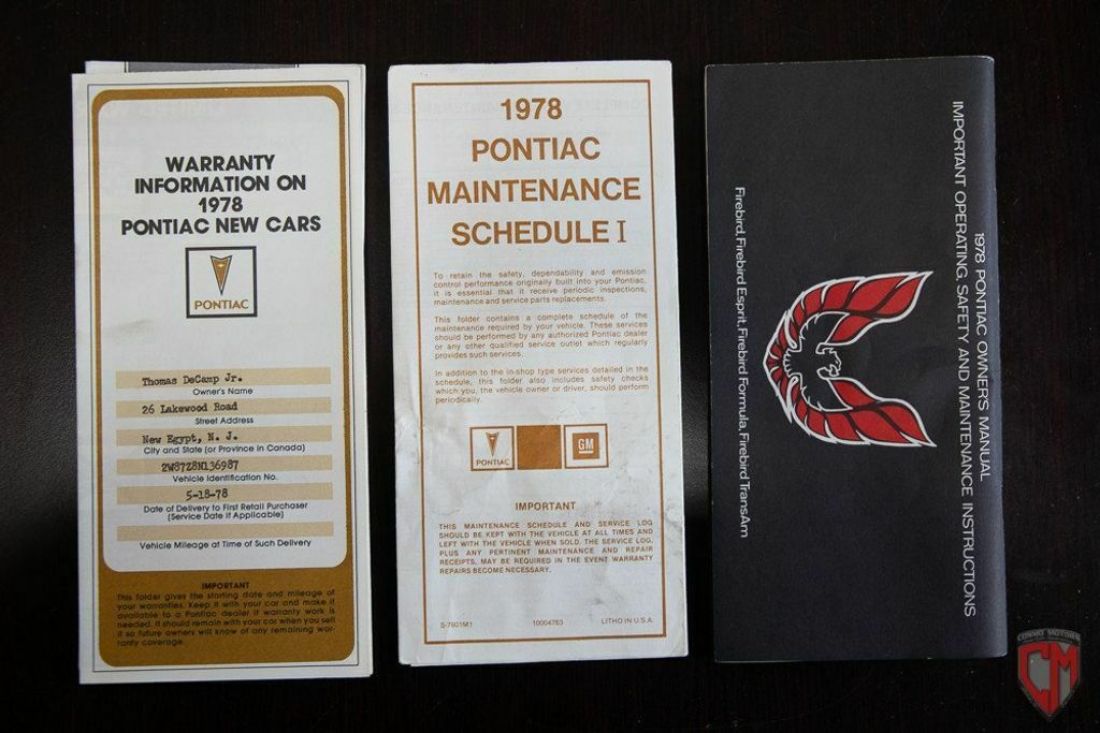 WARRANTY
INFORMATION ON
1978
PONTIAC NEW CARS
PONTIAC
Thomas DeCamp Jr.
Owner's Name
26 Lakewood Road
Street Address
New Egypt, N. J.
City and State (or Province in Canada)
2W87Z8N136987
Vehicle Identification No.
5-18-78
Date of Delivery to First Retail Purchaser
(Service Date if Applicable)
Vehicle Mileage at Time of Such Delivery
IMPORTANT
This folder gives the starting date and mileage of
your warranties. Keep it with your car and make it
available to a Pontiac dealer if warranty work is
needed. It should remain with your car when you sell
it so future owners will know of any remaining war-
ranty coverage.
1978
PONTIAC
MAINTENANCE
SCHEDULE I
To retain the safety, dependability and emission
control performance originally built into your Pontiac,
it is essential that it receive periodic inspections,
maintenance and service parts replacements.
This folder contains a complete schedule of the
maintenance required by your vehicle. These services
should be performed by any authorized Pontiac dealer
or any other qualified service outlet which regularly
provides such services.
In addition to the in-shop type services detailed in the
schedule, this folder also includes safety checks
which you, the vehicle owner or driver, should perform
periodically.
PONTIAC
GM
IMPORTANT
THIS MAINTENANCE SCHEDULE AND SERVICE LOG
SHOULD BE KEPT WITH THE VEHICLE AT ALL TIMES AND
LEFT WITH THE VEHICLE WHEN SOLD. THE SERVICE LOG,
PLUS ANY PERTINENT MAINTENANCE AND REPAIR
RECEIPTS, MAY BE REQUIRED IN THE EVENT WARRANTY
REPAIRS BECOME NECESSARY.
S-7801M1 10004763 LITHO IN U.S.A.
1978 PONTIAC OWNER'S MANUAL
IMPORTANT OPERATING, SAFETY AND MAINTENANCE INSTRUCTIONS
Firebird, Firebird Esprit, Firebird Formula, Firebird TransAm
CM